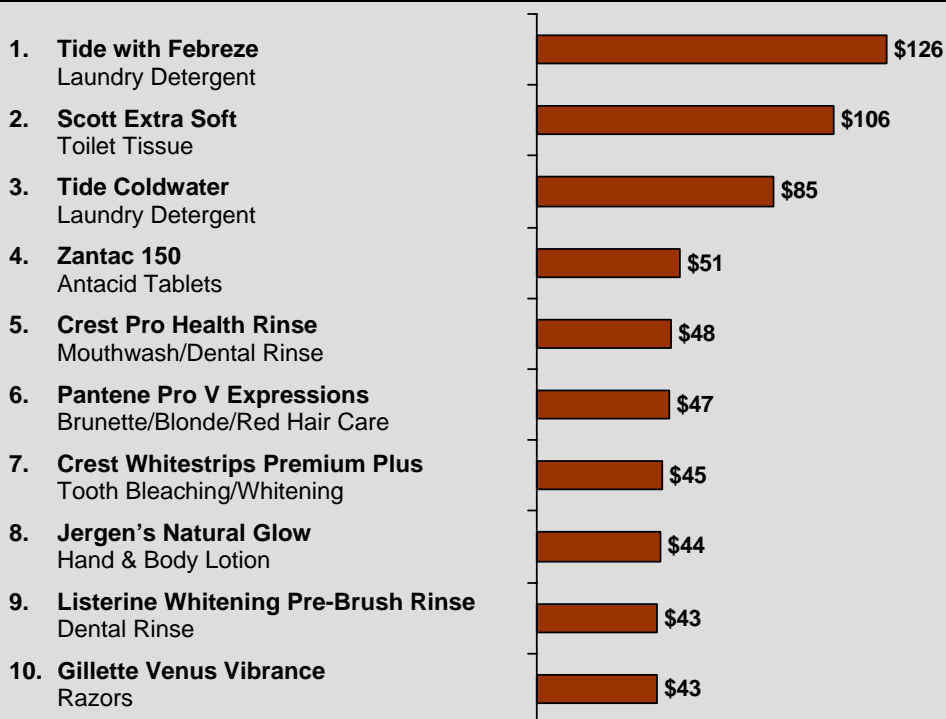 1. Tide with Febreze
Laundry Detergent
$126
2. Scott Extra Soft
Toilet Tissue
$106
3. Tide Coldwater
Laundry Detergent
$85
4. Zantac 150
Antacid Tablets
$51
5. Crest Pro Health Rinse
Mouthwash/Dental Rinse
$48
6. Pantene Pro V Expressions
Brunette/Blonde/Red Hair Care
$47
7. Crest Whitestrips Premium Plus
Tooth Bleaching/Whitening
$45
8. Jergen’s Natural Glow
Hand & Body Lotion
$44
9. Listerine Whitening Pre-Brush Rinse
Dental Rinse
$43
10. Gillette Venus Vibrance
Razors
$43